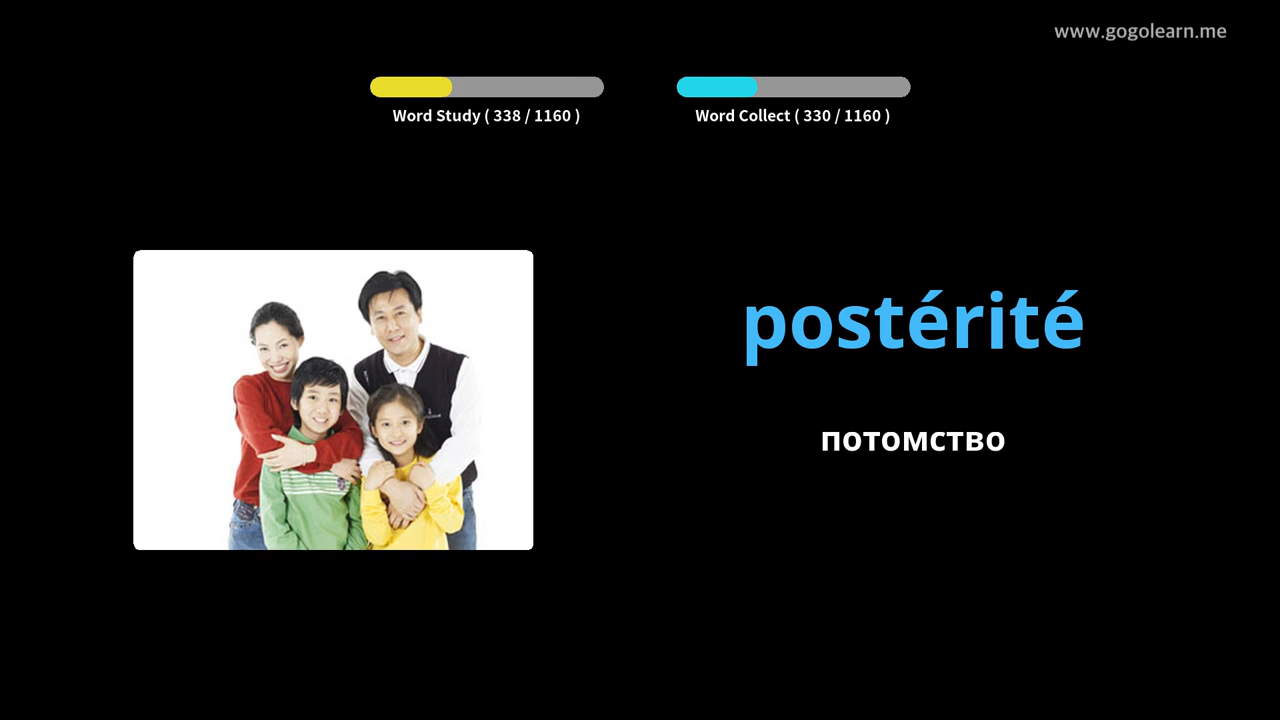 www.gogolearn.me
Word Study ( 338 / 1160 )
Word Collect ( 330 / 1160 )
postérité
потомство